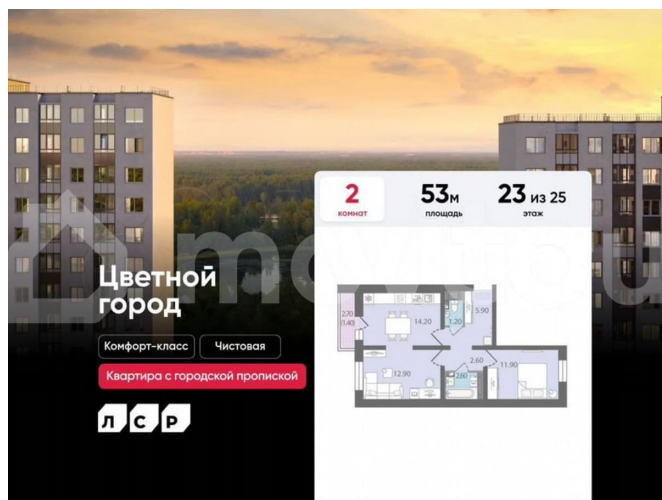 2
комнат
53м
площадь
23 из 25
этаж
Цветной
город
Комфорт-класс
Чистовая
Квартира с городской пропиской
ЛСР
2.70
(1.40)
14.20
1.20
5.90
12.90
2.60
2.60
11.90